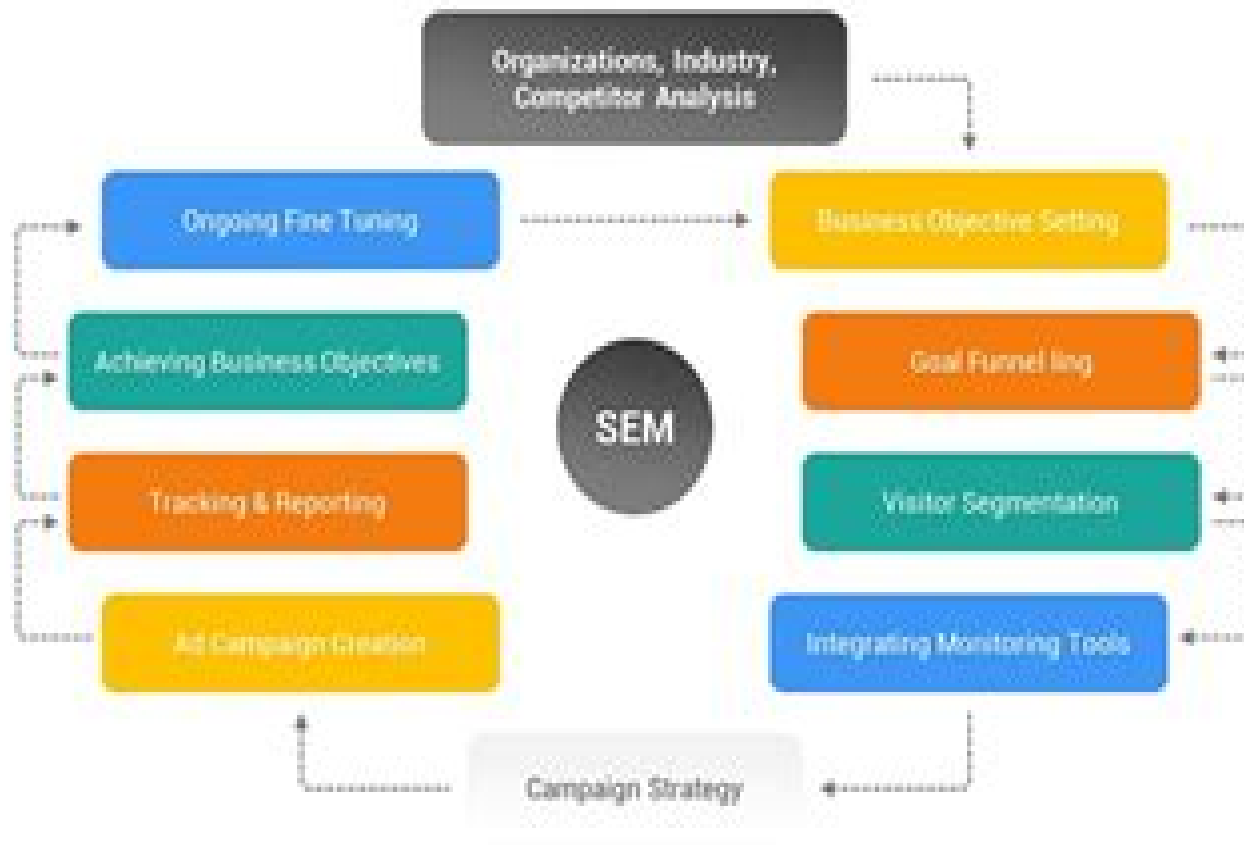 Organizations, Industry,
Competitor Analysis
Ongoing Fine Tuning
Business Objective Setting
Achieving Business Objectives
Goal Funnel ling
SEM
Tracking & Reporting
Visitor Segmentation
Ad Campaign Creation
Integrating Monitoring Tools
Campaign Strategy